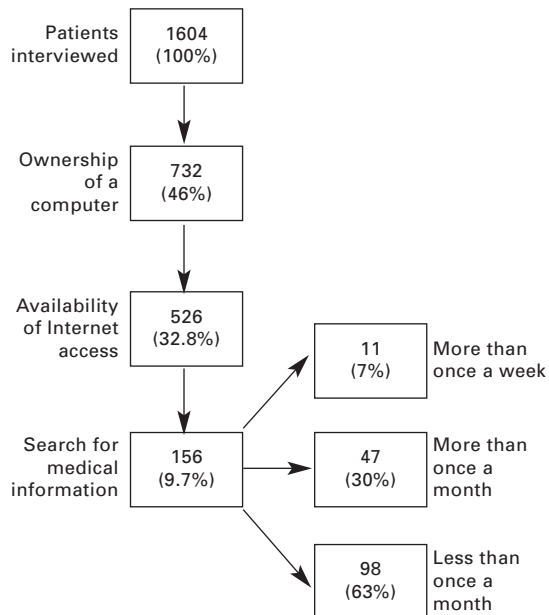 Patients
interviewed
1604
(100%)
Ownership
of a
computer
732
(46%)
Availability
of Internet
access
526
(32.8%)
11
(7%)
More than
once a week
Search for
medical
information
156
(9.7%)
47
(30%)
More than
once a
month
98
(63%)
Less than
once a
month